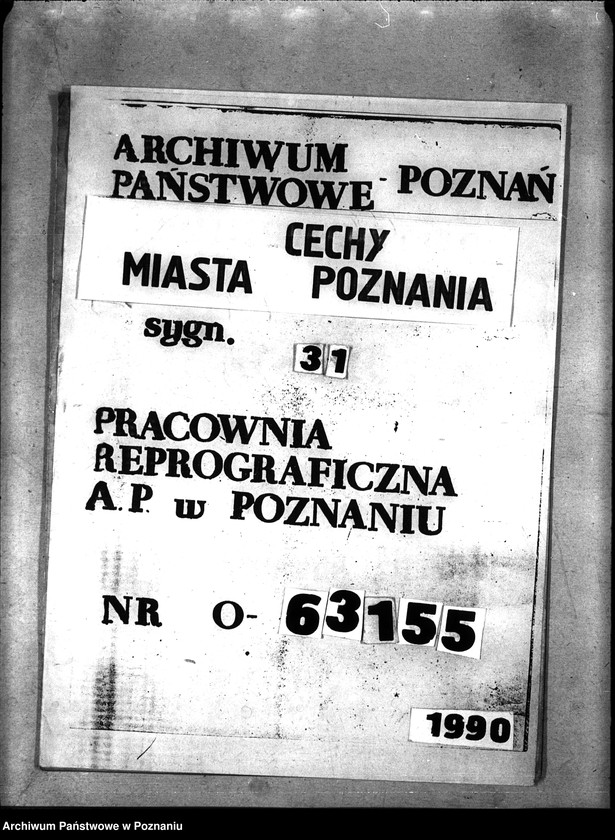 ARCHIWUM
PAŃSTWOWE - POZNAŃ
CECHY
MIASTA POZNANIA
sygn. 31
PRACOWNIA
REPROGRAFICZNA
A.P. w POZNANIU
NR O-63155
1990
Archiwum Państwowe w Poznaniu